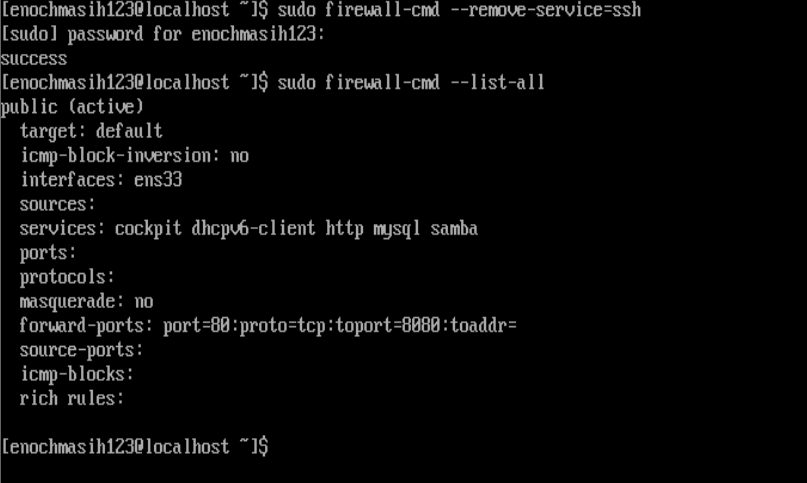 [enochmasih123@localhost ~]$ sudo firewall-cmd --remove-service=ssh
[sudo] password for enochmasih123:
success
[enochmasih123@localhost ~]$ sudo firewall-cmd --list-all
public (active)
  target: default
  icmp-block-inversion: no
  interfaces: ens33
  sources:
  services: cockpit dhcpv6-client http mysql samba
  ports:
  protocols:
  masquerade: no
  forward-ports: port=80:proto=tcp:toport=8080:toaddr=
  source-ports:
  icmp-blocks:
  rich rules:
[enochmasih123@localhost ~]$